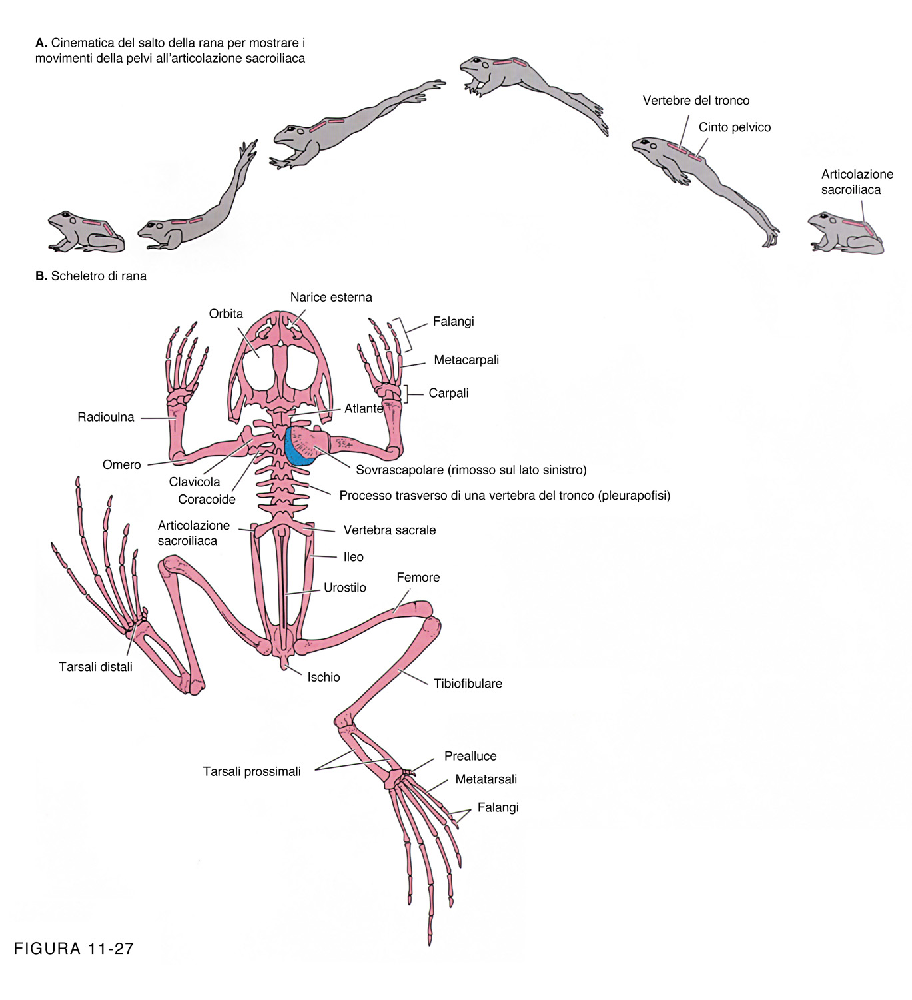 A. Cinematica del salto della rana per mostrare i
movimenti della pelvi all'articolazione sacroiliaca
Vertebre del tronco
Cinto pelvico
Articolazione
sacroiliaca
B. Scheletro di rana
Narice esterna
Orbita
Falangi
Metacarpali
Carpali
Atlante
Radioulna
Omero
Clavicola
Coracoide
Sovrascapolare (rimosso sul lato sinistro)
Processo trasverso di una vertebra del tronco (pleurapofisi)
Articolazione
sacroiliaca
Vertebra sacrale
Ileo
Femore
Urostilo
Tarsali distali
Ischio
Tibiofibulare
Prealluce
Tarsali prossimali
Metatarsali
Falangi
FIGURA 11-27